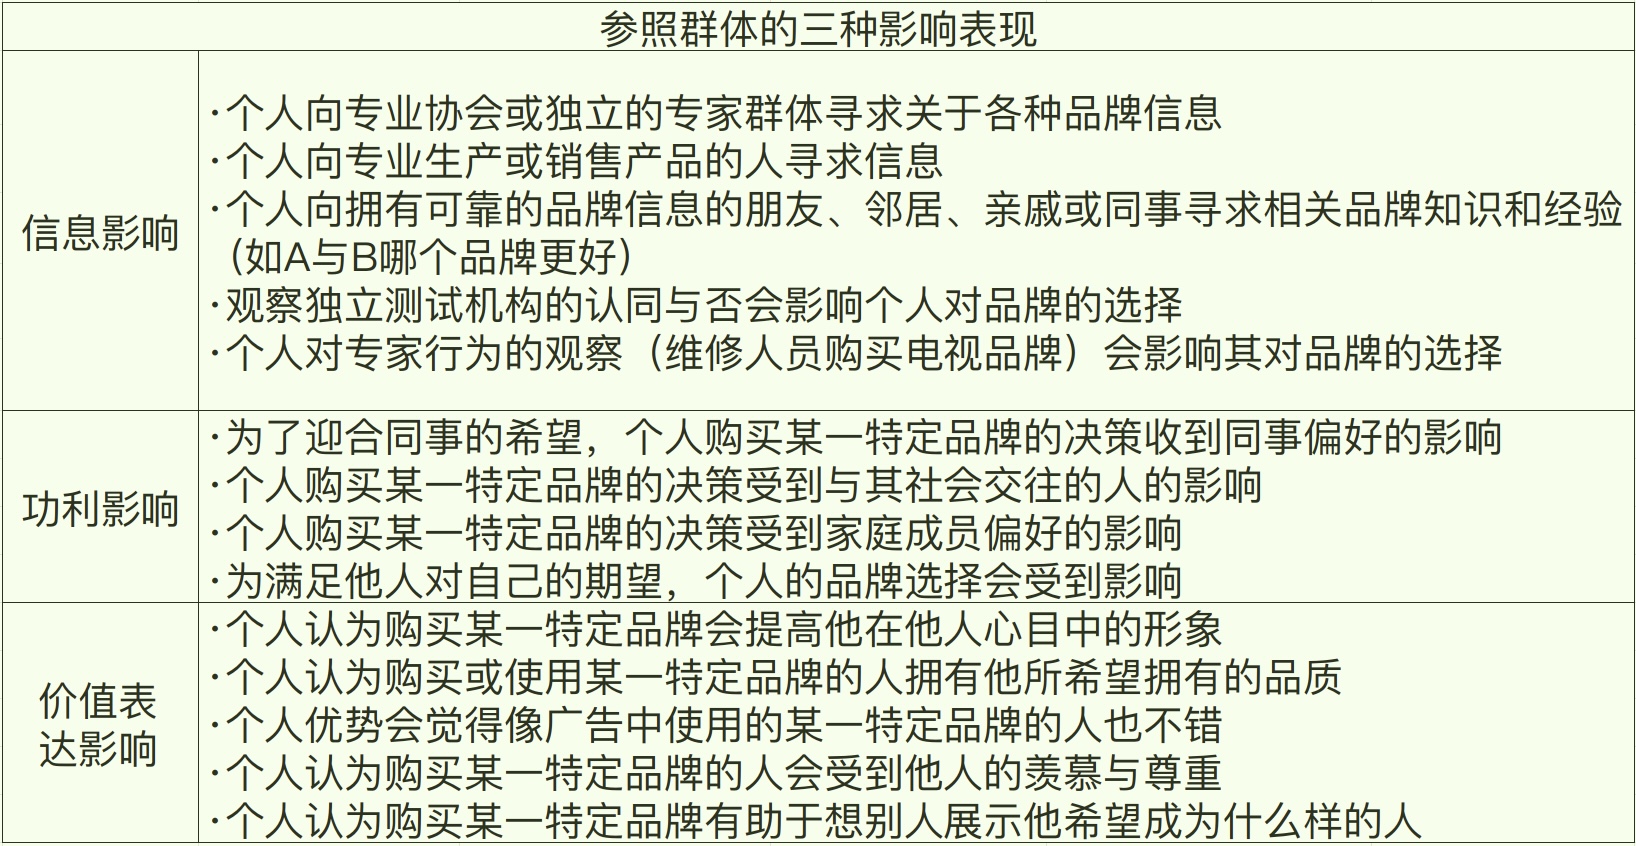 参照群体的三种影响表现
信息影响
·个人向专业协会或独立的专家群体寻求关于各种品牌信息
·个人向专业生产或销售产品的人寻求信息
·个人向拥有可靠的品牌信息的朋友、邻居、亲戚或同事寻求相关品牌知识和经验
（如A与B哪个品牌更好）
·观察独立测试机构的认同与否会影响个人对品牌的选择
·个人对专家行为的观察（维修人员购买电视品牌）会影响其对品牌的选择
功利影响
·为了迎合同事的希望，个人购买某一特定品牌的决策收到同事偏好的影响
·个人购买某一特定品牌的决策受到与其社会交往的人的影响
·个人购买某一特定品牌的决策受到家庭成员偏好的影响
·为满足他人对自己的期望，个人的品牌选择会受到影响
价值表
达影响
·个人认为购买某一特定品牌会提高他在他人心目中的形象
·个人认为购买或使用某一特定品牌的人拥有他所希望拥有的品质
·个人优势会觉得像广告中使用的某一特定品牌的人也不错
·个人认为购买某一特定品牌的人会受到他人的羡慕与尊重
·个人认为购买某一特定品牌有助于想别人展示他希望成为什么样的人